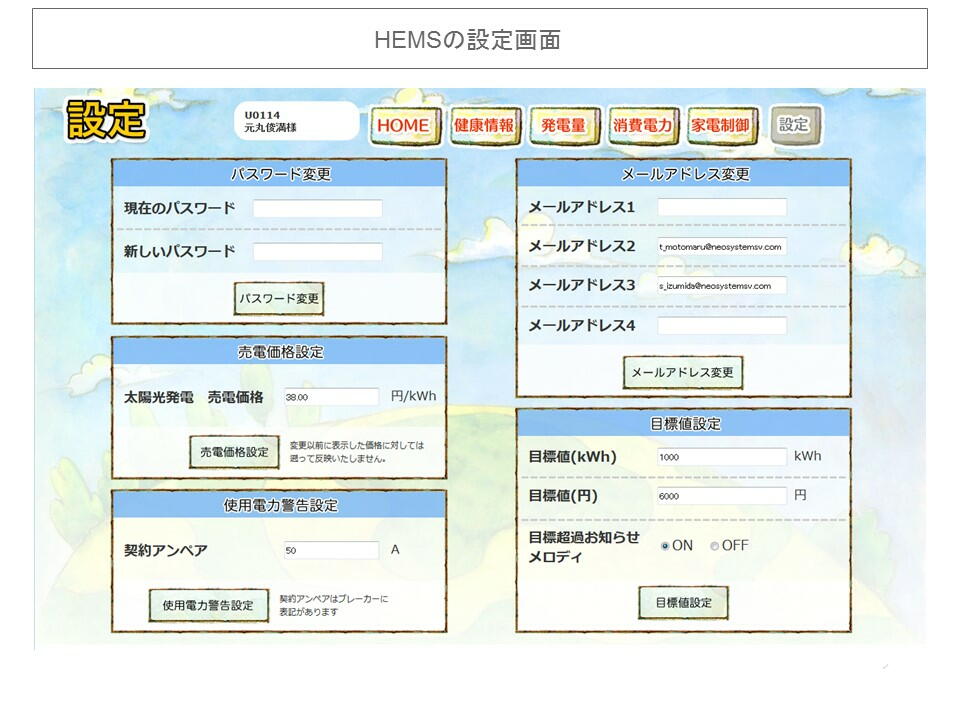 HEMSの設定画面
設定
U0114
元丸俊満様
HOME
健康情報
発電量
消費電力
家電制御
設定
パスワード変更
現在のパスワード
新しいパスワード
パスワード変更
売電価格設定
太陽光発電 売電価格 38.00 円/kWh
売電価格設定
変更以前に表示した価格に対しては
遡って反映いたしません。
使用電力警告設定
契約アンペア 50 A
使用電力警告設定
契約アンペアはブレーカーに
表記があります
メールアドレス変更
メールアドレス1
メールアドレス2 t_motomaru@neosystemsv.com
メールアドレス3 s_izumida@neosystemsv.com
メールアドレス4
メールアドレス変更
目標値設定
目標値(kWh) 1000 kWh
目標値(円) 6000 円
目標超過お知らせ
メロディ
ON OFF
目標値設定